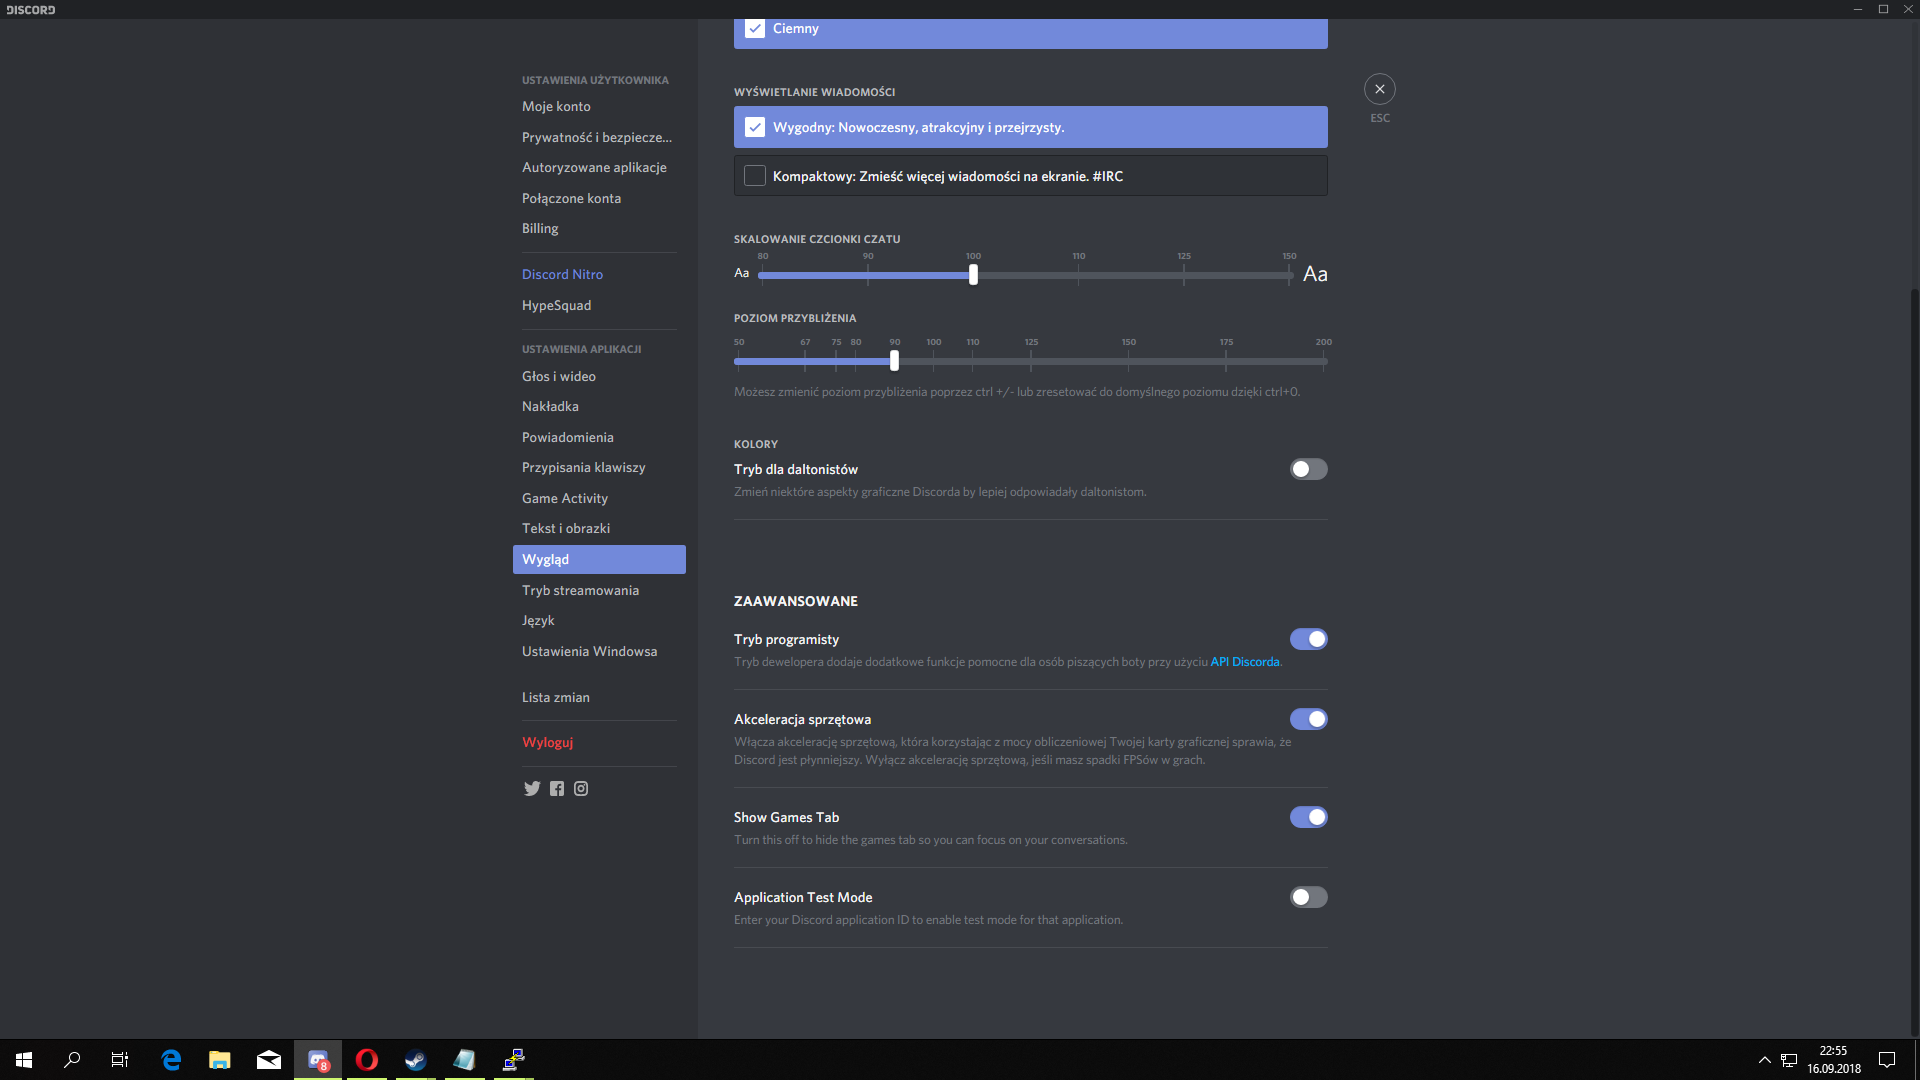 DISCORD
USTAWIENIA UŻYTKOWNIKA
Moje konto
Prywatność i bezpiecze...
Autoryzowane aplikacje
Połączone konta
Billing
Discord Nitro
HypeSquad
USTAWIENIA APLIKACJI
Głos i wideo
Nakładka
Powiadomienia
Przypisania klawiszy
Game Activity
Tekst i obrazki
Wygląd
Tryb streamowania
Język
Ustawienia Windowsa
Lista zmian
Wyloguj
Ciemny
WYŚWIETLANIE WIADOMOŚCI
Wygodny: Nowoczesny, atrakcyjny i przejrzysty.
Kompaktowy: Zmieść więcej wiadomości na ekranie. #IRC
SKALOWANIE CZCIONKI CZATU
80 90 100 110 125 150
Aa Aa
POZIOM PRZYBLIŻENIA
50 67 75 80 90 100 110 125 150 175 200
Możesz zmienić poziom przybliżenia poprzez ctrl +/- lub zresetować do domyślnego poziomu dzięki ctrl+0.
KOLORY
Tryb dla daltonistów
Zmień niektóre aspekty graficzne Discorda by lepiej odpowiadały daltonistom.
ZAAWANSOWANE
Tryb programisty
Tryb dewelopera dodaje dodatkowe funkcje pomocne dla osób piszących boty przy użyciu API Discorda.
Akceleracja sprzętowa
Włącza akcelerację sprzętową, która korzystając z mocy obliczeniowej Twojej karty graficznej sprawia, że
Discord jest płynniejszy. Wyłącz akcelerację sprzętową, jeśli masz spadki FPSów w grach.
Show Games Tab
Turn this off to hide the games tab so you can focus on your conversations.
Application Test Mode
Enter your Discord application ID to enable test mode for that application.
ESC
8
22:55
16.09.2018